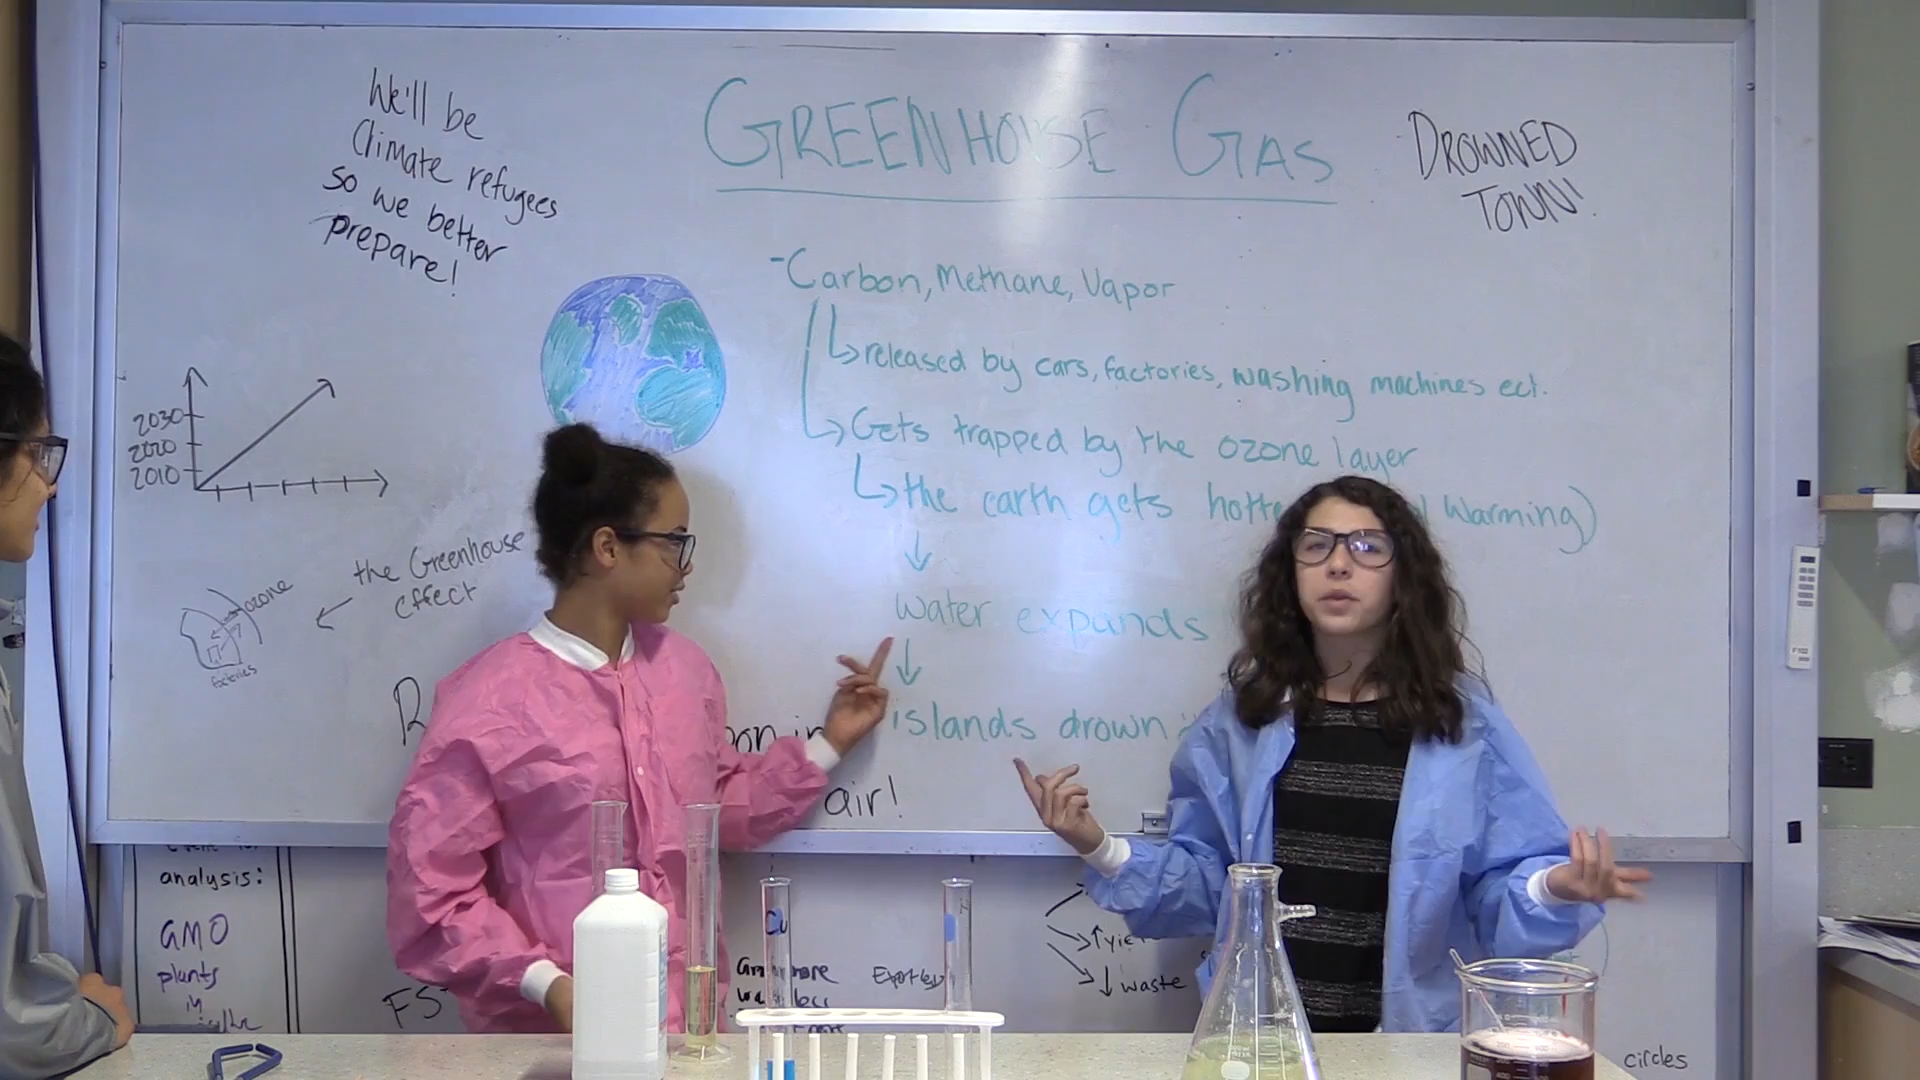 We'll be
Climate refugees
so we better
prepare!
GREENHOUSE GAS
DROWNED
TOWN!
-Carbon, Methane, Vapor
released by cars, factories, washing machines ect.
Gets trapped by the ozone layer
the earth gets hotte Warming)
water expands
islands drown
2030
2020
2010
the Greenhouse
effect
ozone
factories
air!
analysis:
GMO
plants
FS
Cu
waste
circles